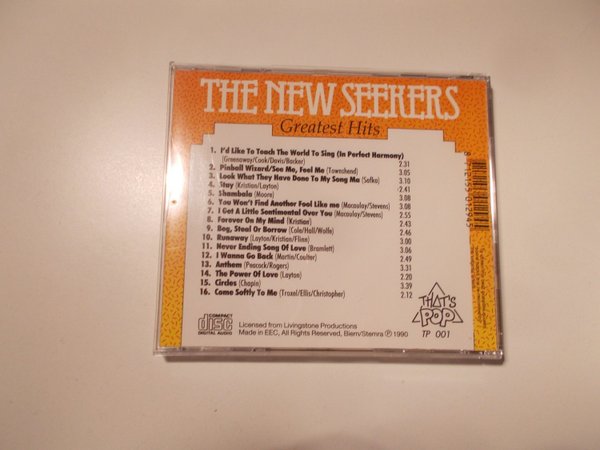 THE NEW SEEKERS
Greatest Hits
1. I'd Like To Teach The World To Sing (In Perfect Harmony)
(Greenaway/Cook/Davis/Backer) 2.31
2. Pinball Wizard/See Me, Feel Me (Townchend) 3.05
3. Look What They Have Done To My Song Ma (Safka) 3.10
4. Stay (Kristian/Layton) 2.41
5. Shambala (Moore) 3.08
6. You Won't Find Another Fool Like me (Macaulay/Stevens) 3.08
7. I Get A Little Sentimental Over You (Macaulay/Stevens) 2.55
8. Forever On My Mind (Kristian) 2.43
9. Beg, Steal Or Borrow (Cole/Hall/Wolfe) 2.46
10. Runaway (Layton/Kristian/Flinn) 3.00
11. Never Ending Song Of Love (Bramlett) 3.06
12. I Wanna Go Back (Martin/Coulter) 2.49
13. Anthem (Peacock/Rogers) 3.31
14. The Power Of Love (Layton) 2.20
15. Circles (Chapin) 3.39
16. Come Softly To Me (Troxel/Ellis/Christopher) 2.12
COMPACT
disc
DIGITAL AUDIO
Licensed from Livingstone Productions
Made in EEC, All Rights Reserved, Biem/Stemra Ⓟ 1990
THAT'S
POP
TP 001
8 712155 012945